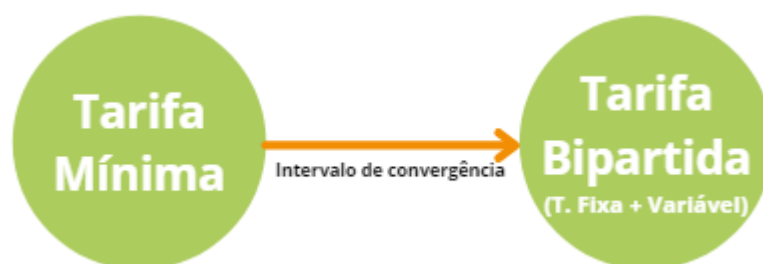 Tarifa
Mínima
Intervalo de convergência
Tarifa
Bipartida
(T. Fixa + Variável)